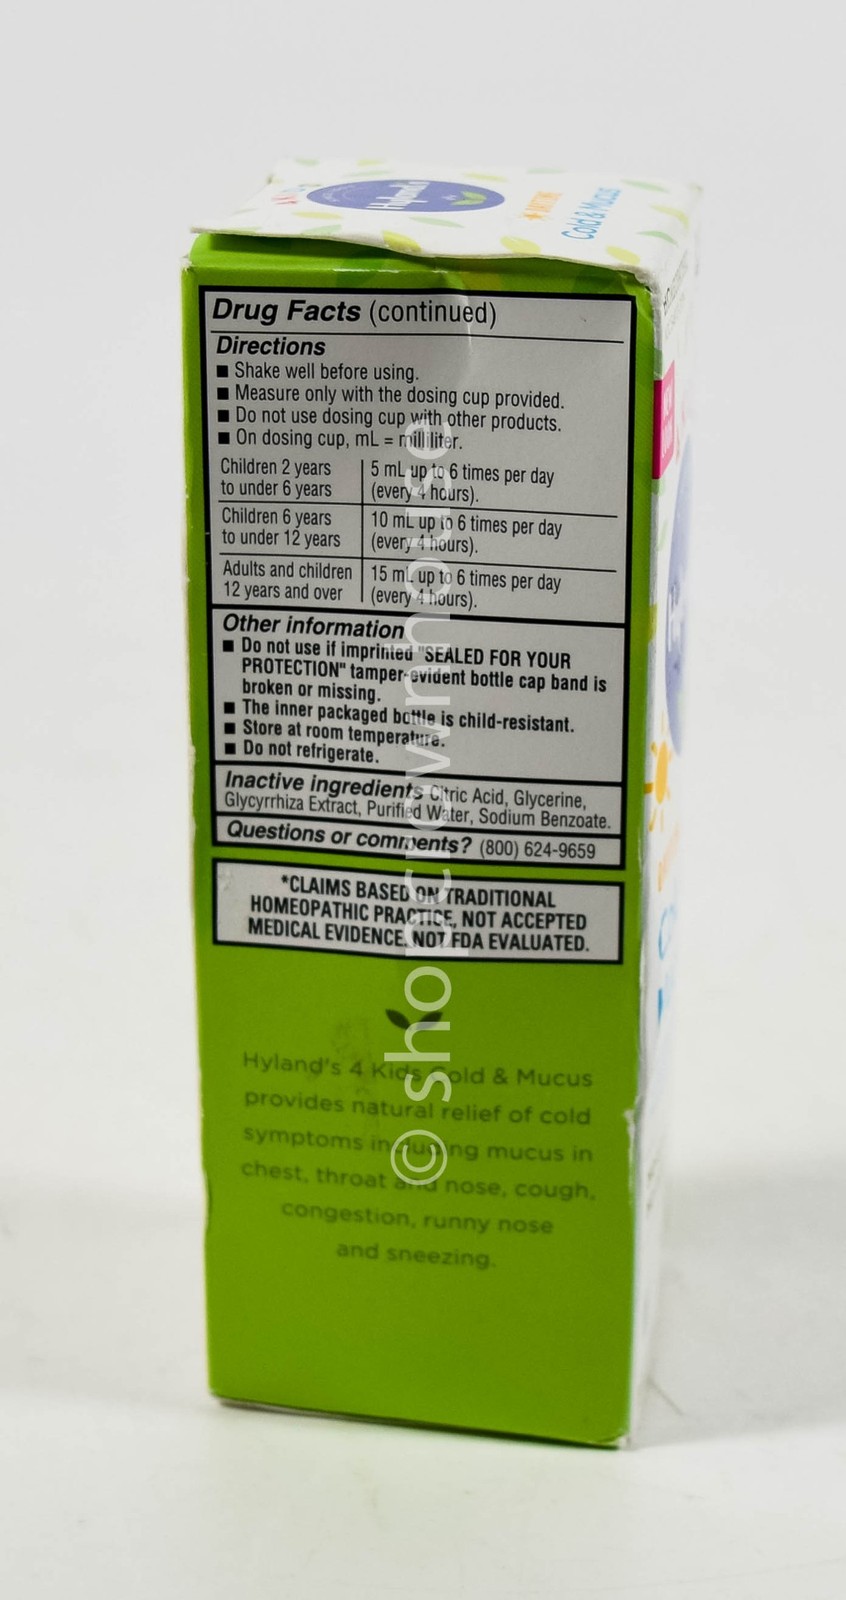 Hyland's
DAYTIME
Cold & Mucus
Drug Facts (continued)
Directions
■ Shake well before using.
■ Measure only with the dosing cup provided.
■ Do not use dosing cup with other products.
■ On dosing cup, mL = milliliter.
Children 2 years 5 mL up to 6 times per day
to under 6 years (every 4 hours).
Children 6 years 10 mL up to 6 times per day
to under 12 years (every 4 hours).
Adults and children 15 mL up to 6 times per day
12 years and over (every 4 hours).
Other information
■ Do not use if imprinted "SEALED FOR YOUR
PROTECTION" tamper-evident bottle cap band is
broken or missing.
■ The inner packaged bottle is child-resistant.
■ Store at room temperature.
■ Do not refrigerate.
Inactive ingredients Citric Acid, Glycerine,
Glycyrrhiza Extract, Purified Water, Sodium Benzoate.
Questions or comments? (800) 624-9659
*CLAIMS BASED ON TRADITIONAL
HOMEOPATHIC PRACTICE, NOT ACCEPTED
MEDICAL EVIDENCE. NOT FDA EVALUATED.
Hyland's 4 Kids Cold & Mucus
provides natural relief of cold
symptoms including mucus in
chest, throat and nose, cough,
congestion, runny nose
and sneezing.
© shopcrownhouse